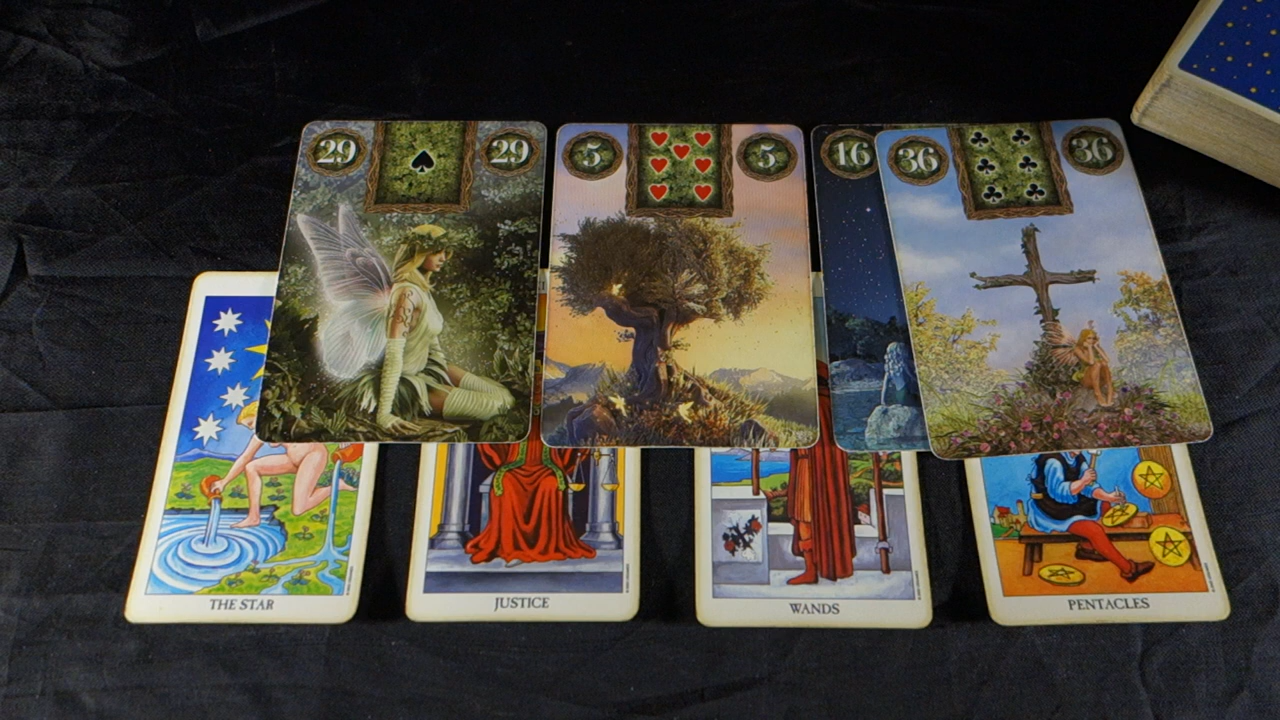 29 29
5 5
16
36 36
THE STAR
JUSTICE
WANDS
PENTACLES